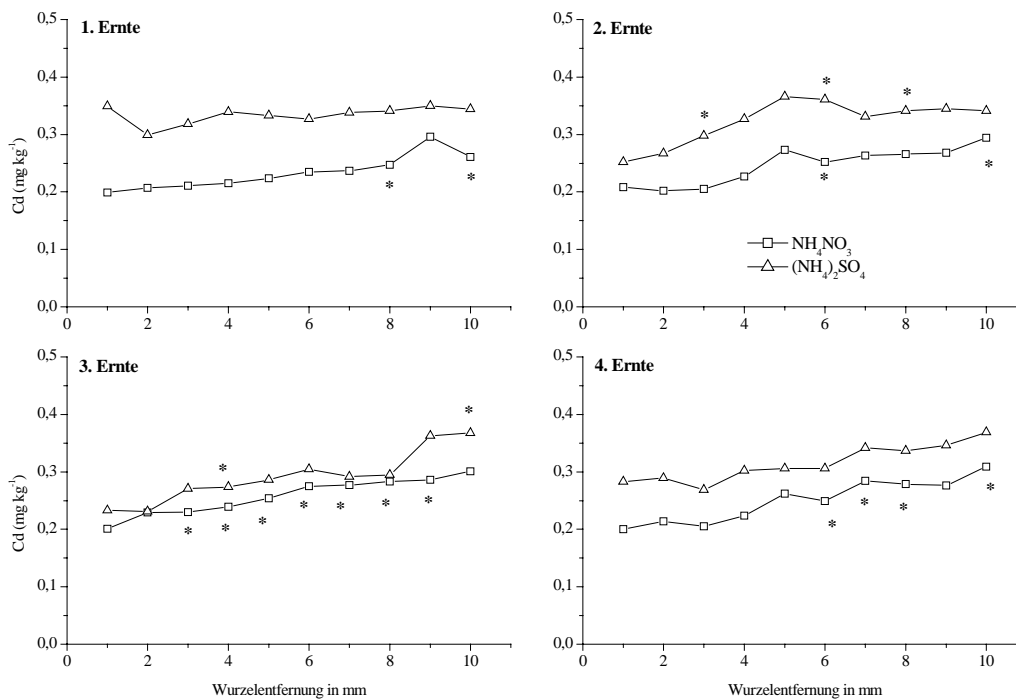 1. Ernte
0,5
0,4
0,3
0,2
0,1
0,0
Cd (mg kg⁻¹)
* *
0 2 4 6 8 10
2. Ernte
0,5
0,4
0,3
0,2
0,1
0,0
* * *
* *
NH₄NO₃
(NH₄)₂SO₄
0 2 4 6 8 10
3. Ernte
0,5
0,4
0,3
0,2
0,1
0,0
Cd (mg kg⁻¹)
* *
* * * * * * *
0 2 4 6 8 10
Wurzelentfernung in mm
4. Ernte
0,5
0,4
0,3
0,2
0,1
0,0
* * * *
0 2 4 6 8 10
Wurzelentfernung in mm